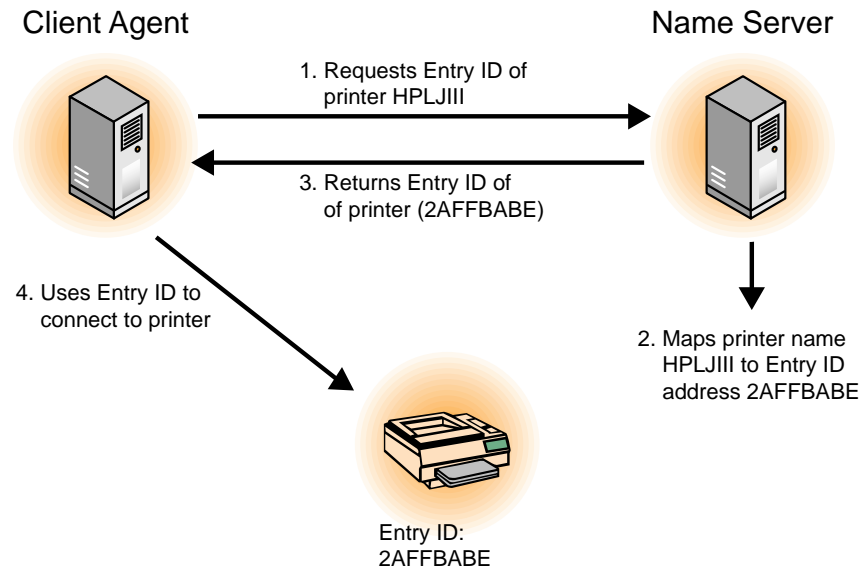 Client Agent
Name Server
1. Requests Entry ID of
printer HPLJIII
3. Returns Entry ID of
of printer (2AFFBABE)
4. Uses Entry ID to
connect to printer
2. Maps printer name
HPLJIII to Entry ID
address 2AFFBABE
Entry ID:
2AFFBABE